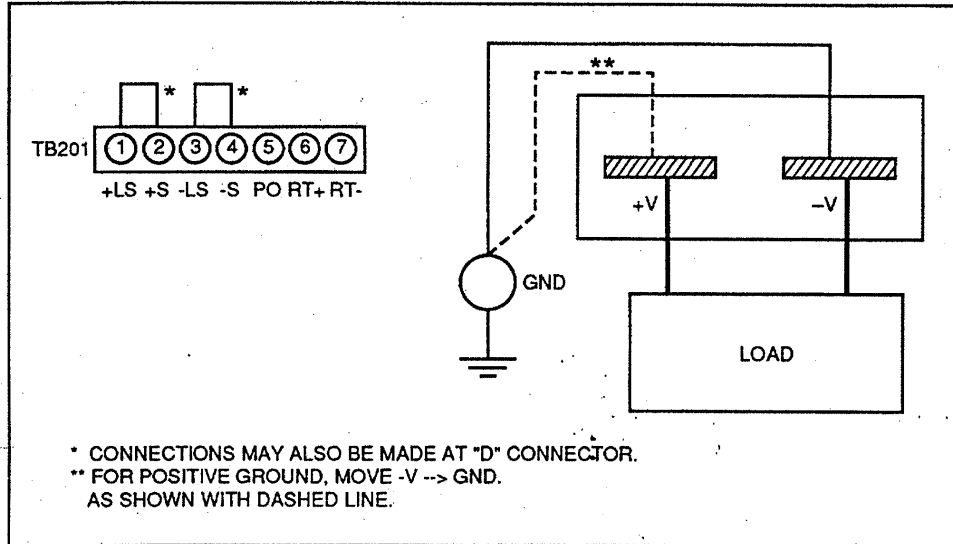 * *
TB201 1 2 3 4 5 6 7
+LS +S -LS -S PO RT+ RT-
**
+V -V
GND
LOAD
* CONNECTIONS MAY ALSO BE MADE AT "D" CONNECTOR.
** FOR POSITIVE GROUND, MOVE -V --> GND.
AS SHOWN WITH DASHED LINE.